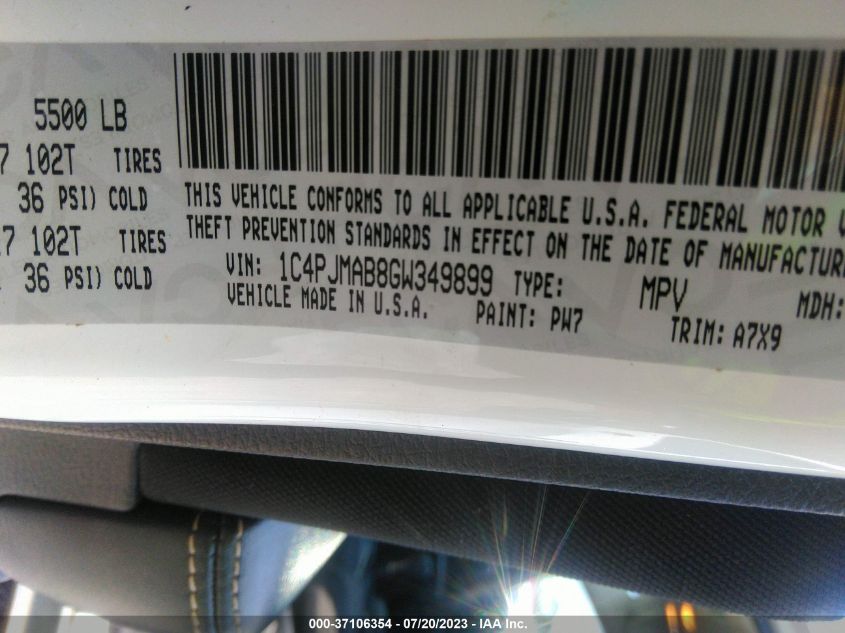 5500 LB
7 102T TIRES
36 PSI) COLD
7 102T TIRES
36 PSI) COLD
THIS VEHICLE CONFORMS TO ALL APPLICABLE U.S.A. FEDERAL MOTOR V
THEFT PREVENTION STANDARDS IN EFFECT ON THE DATE OF MANUFACTUR
VIN: 1C4PJMAB8GW349899 TYPE: MPV MDH:
VEHICLE MADE IN U.S.A. PAINT: PW7 TRIM: A7X9
000-37106354 / 07/20/2023 - IAA Inc.